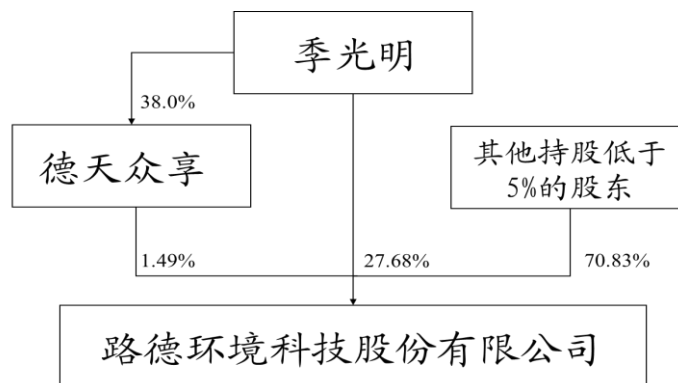 季光明
38.0%
德天众享
其他持股低于
5%的股东
1.49%
27.68%
70.83%
路德环境科技股份有限公司